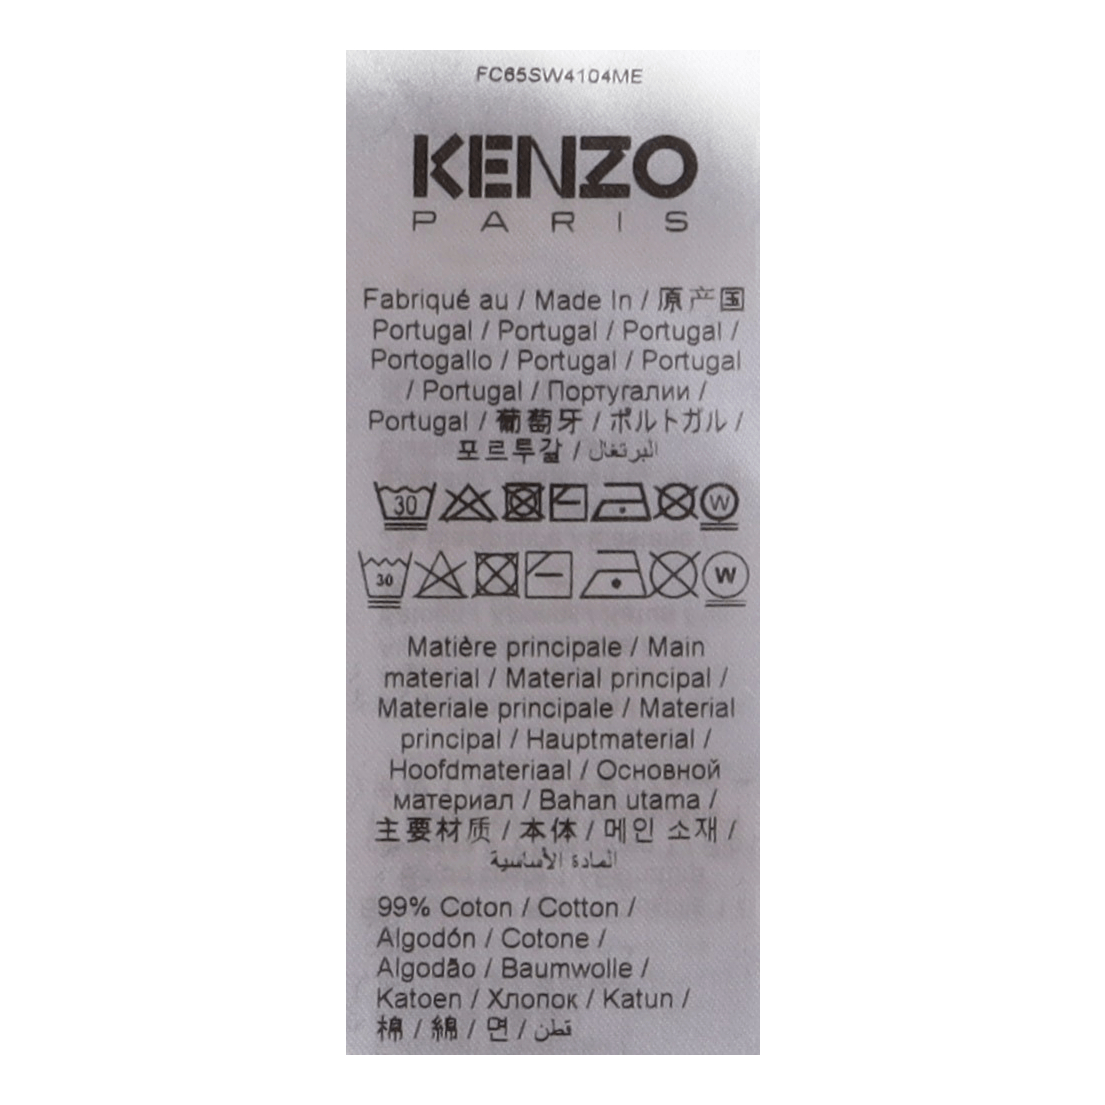 FC65SW4104ME
KENZO
PARIS
Fabriqué au / Made In / 原产国
Portugal / Portugal / Portugal /
Portogallo / Portugal / Portugal
/ Portugal / Португалии /
Portugal / 葡萄牙 / ポルトガル /
포르투갈 / البرتغال
30 W
30 W
Matière principale / Main
material / Material principal /
Materiale principale / Material
principal / Hauptmaterial /
Hoofdmateriaal / Основной
материал / Bahan utama /
主要材质 / 本体 / 메인 소재 /
المادة الأساسية
99% Coton / Cotton /
Algodón / Cotone /
Algodão / Baumwolle /
Katoen / Хлопок / Katun /
棉 / 綿 / 면 / قطن